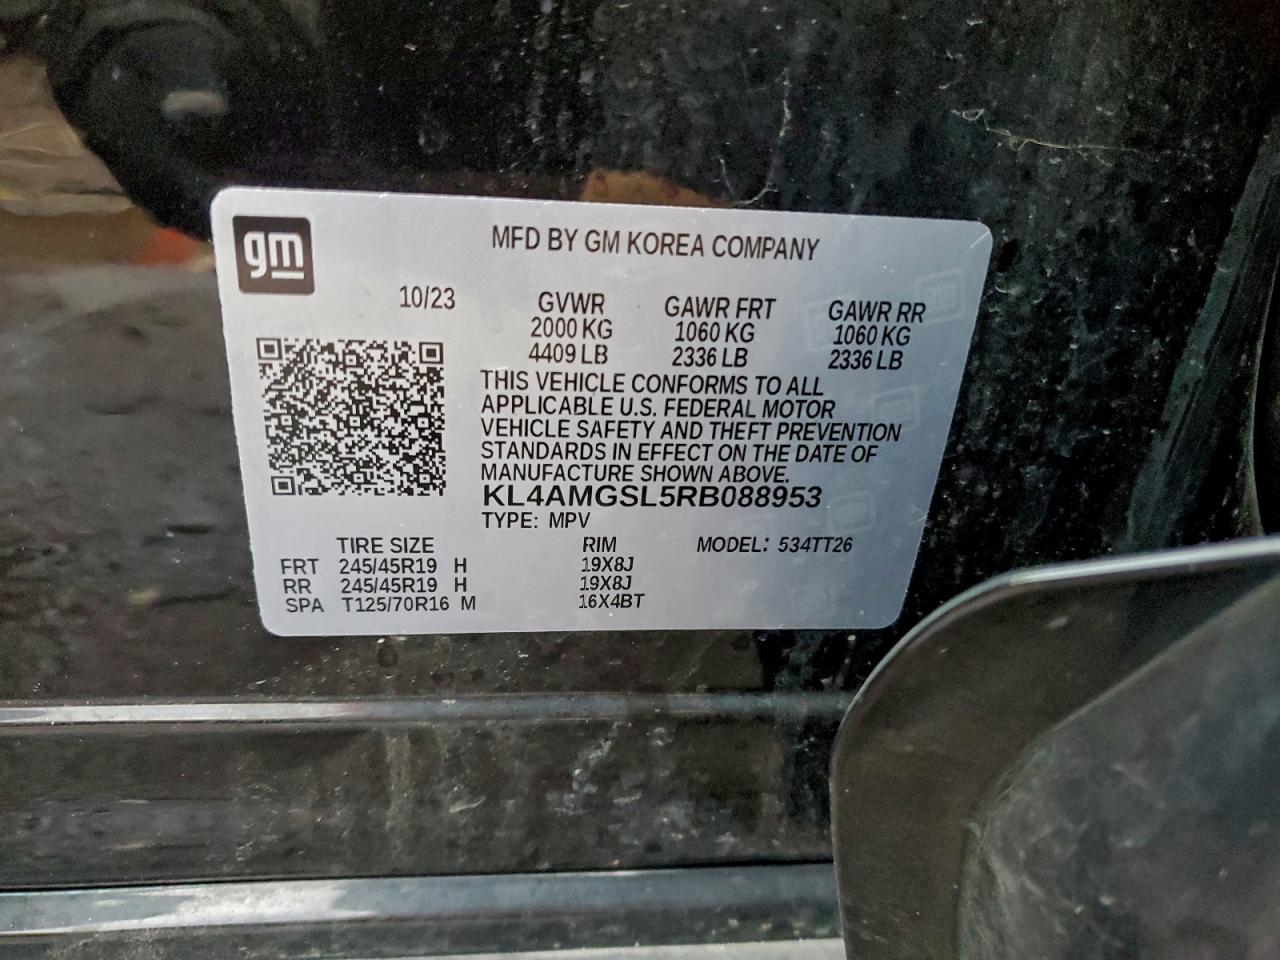 gm
MFD BY GM KOREA COMPANY
10/23 GVWR GAWR FRT GAWR RR
2000 KG 1060 KG 1060 KG
4409 LB 2336 LB 2336 LB
THIS VEHICLE CONFORMS TO ALL
APPLICABLE U.S. FEDERAL MOTOR
VEHICLE SAFETY AND THEFT PREVENTION
STANDARDS IN EFFECT ON THE DATE OF
MANUFACTURE SHOWN ABOVE.
KL4AMGSL5RB088953
TYPE: MPV
TIRE SIZE RIM MODEL: 534TT26
FRT 245/45R19 H 19X8J
RR 245/45R19 H 19X8J
SPA T125/70R16 M 16X4BT